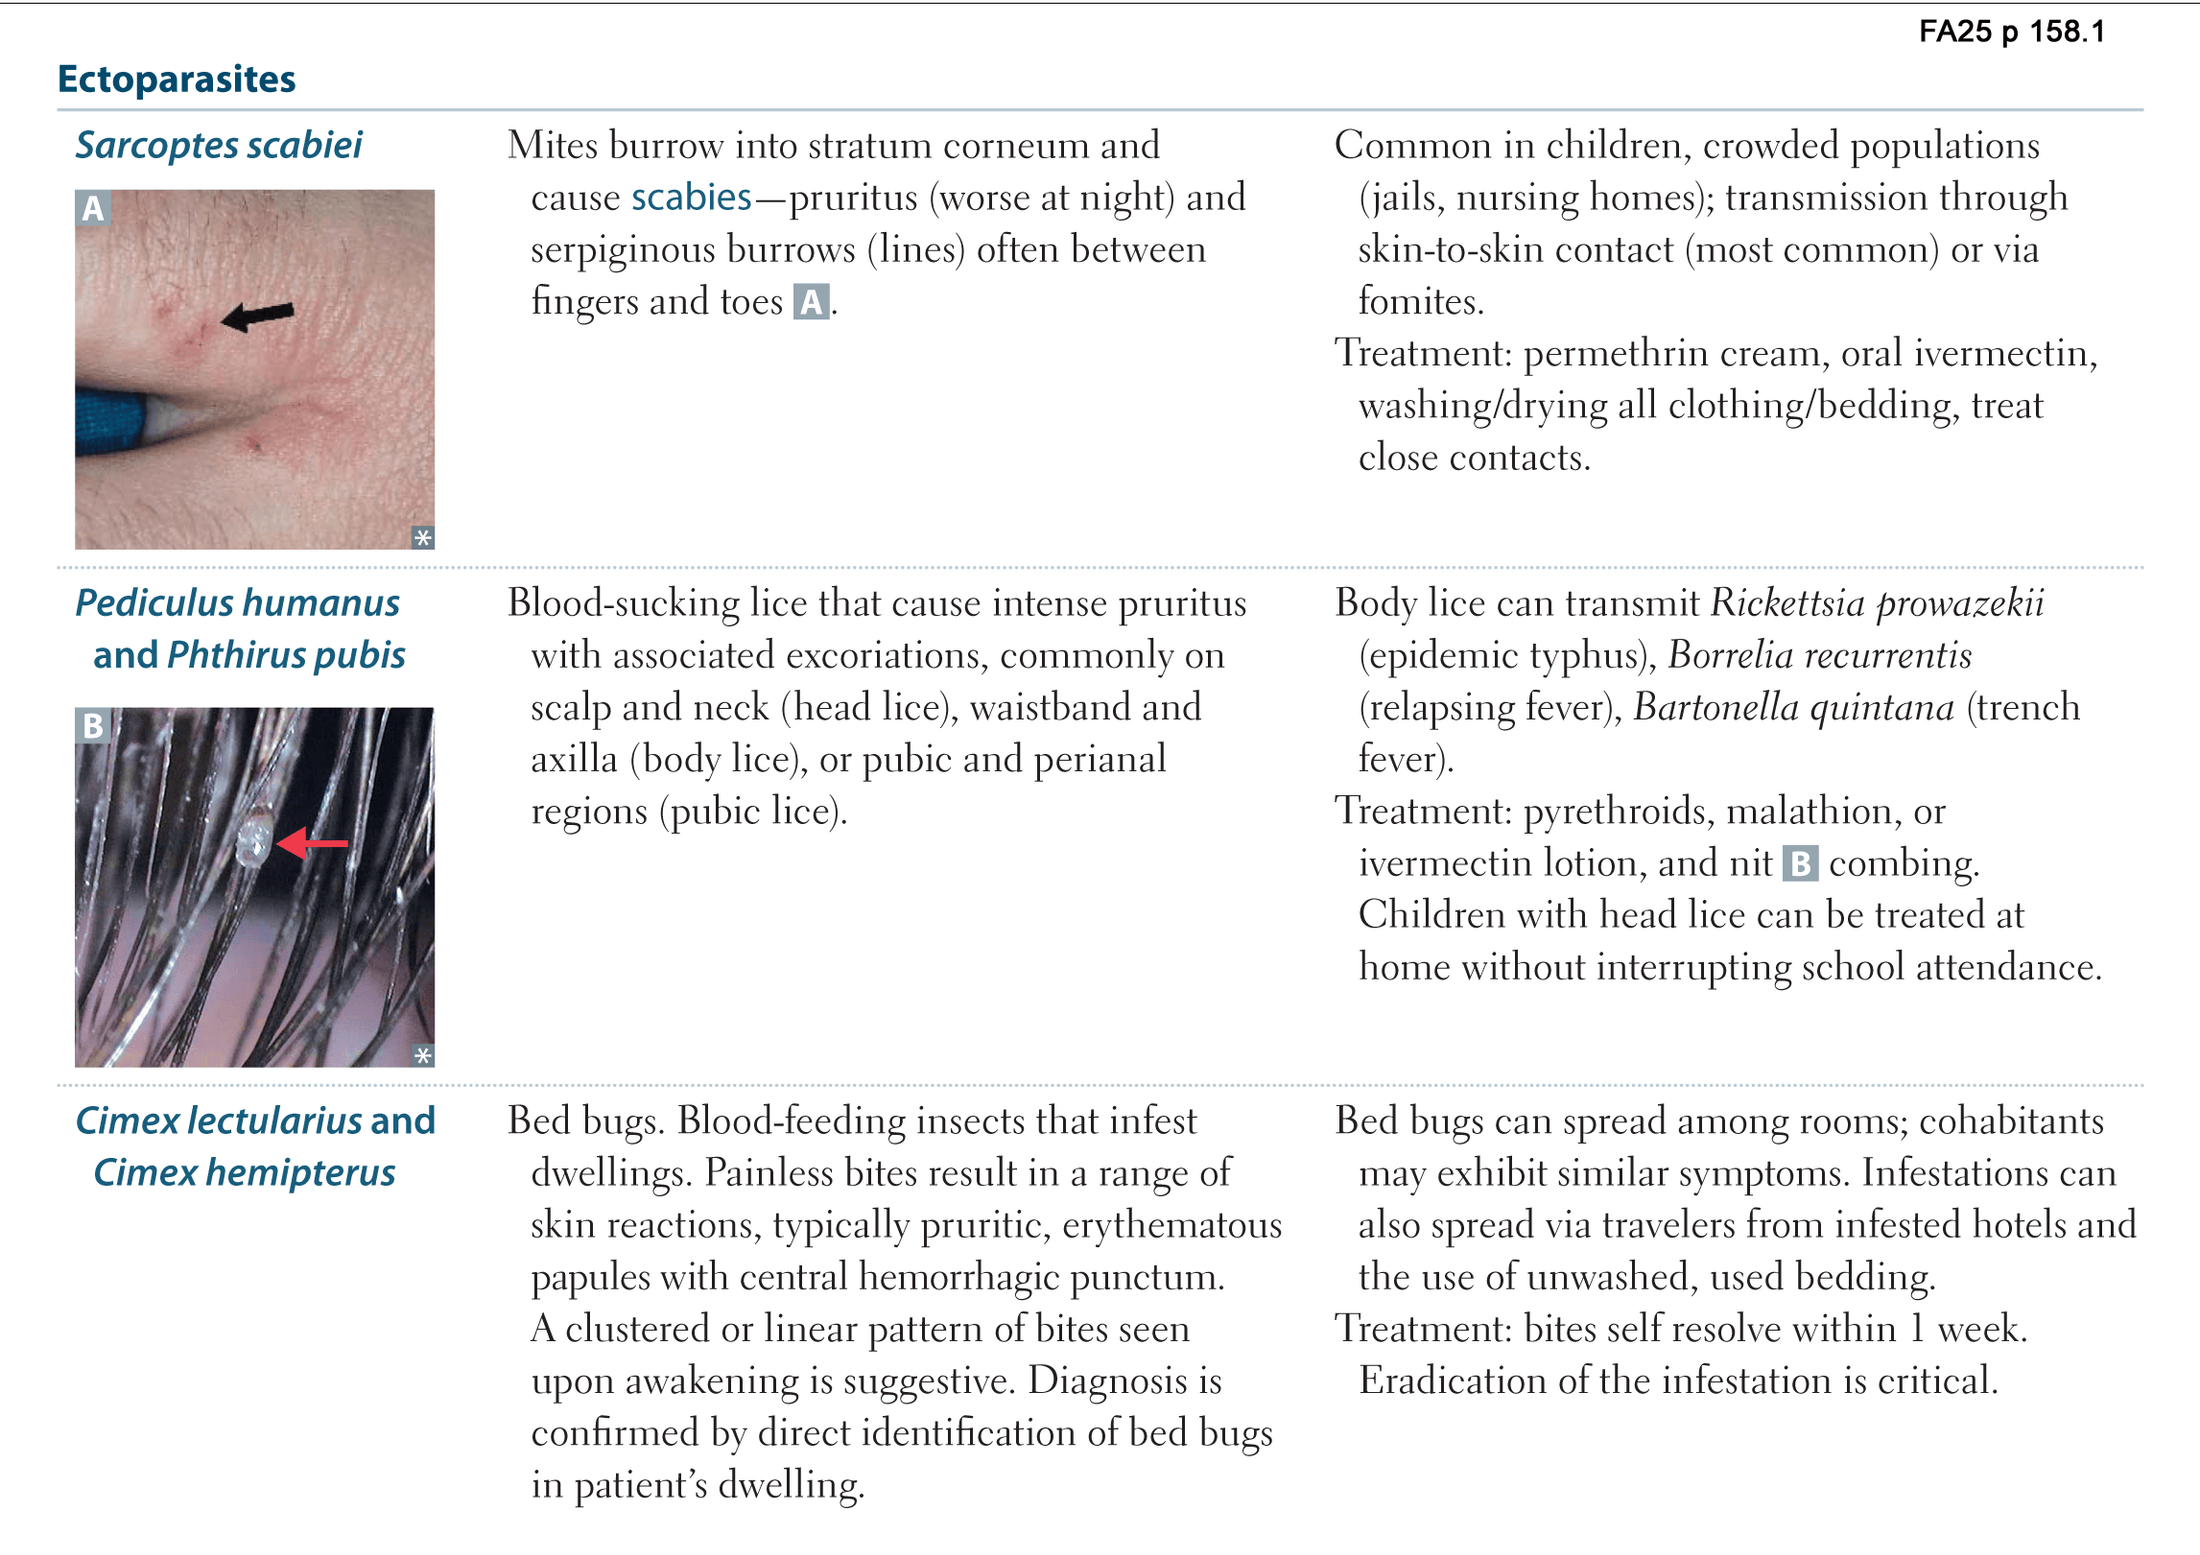 FA25 p 158.1
Ectoparasites
Sarcoptes scabiei
A
*
Mites burrow into stratum corneum and
cause scabies—pruritus (worse at night) and
serpiginous burrows (lines) often between
fingers and toes A.
Common in children, crowded populations
(jails, nursing homes); transmission through
skin-to-skin contact (most common) or via
fomites.
Treatment: permethrin cream, oral ivermectin,
washing/drying all clothing/bedding, treat
close contacts.
Pediculus humanus
and Phthirus pubis
B
*
Blood-sucking lice that cause intense pruritus
with associated excoriations, commonly on
scalp and neck (head lice), waistband and
axilla (body lice), or pubic and perianal
regions (pubic lice).
Body lice can transmit Rickettsia prowazekii
(epidemic typhus), Borrelia recurrentis
(relapsing fever), Bartonella quintana (trench
fever).
Treatment: pyrethroids, malathion, or
ivermectin lotion, and nit B combing.
Children with head lice can be treated at
home without interrupting school attendance.
Cimex lectularius and
Cimex hemipterus
Bed bugs. Blood-feeding insects that infest
dwellings. Painless bites result in a range of
skin reactions, typically pruritic, erythematous
papules with central hemorrhagic punctum.
A clustered or linear pattern of bites seen
upon awakening is suggestive. Diagnosis is
confirmed by direct identification of bed bugs
in patient's dwelling.
Bed bugs can spread among rooms; cohabitants
may exhibit similar symptoms. Infestations can
also spread via travelers from infested hotels and
the use of unwashed, used bedding.
Treatment: bites self resolve within 1 week.
Eradication of the infestation is critical.